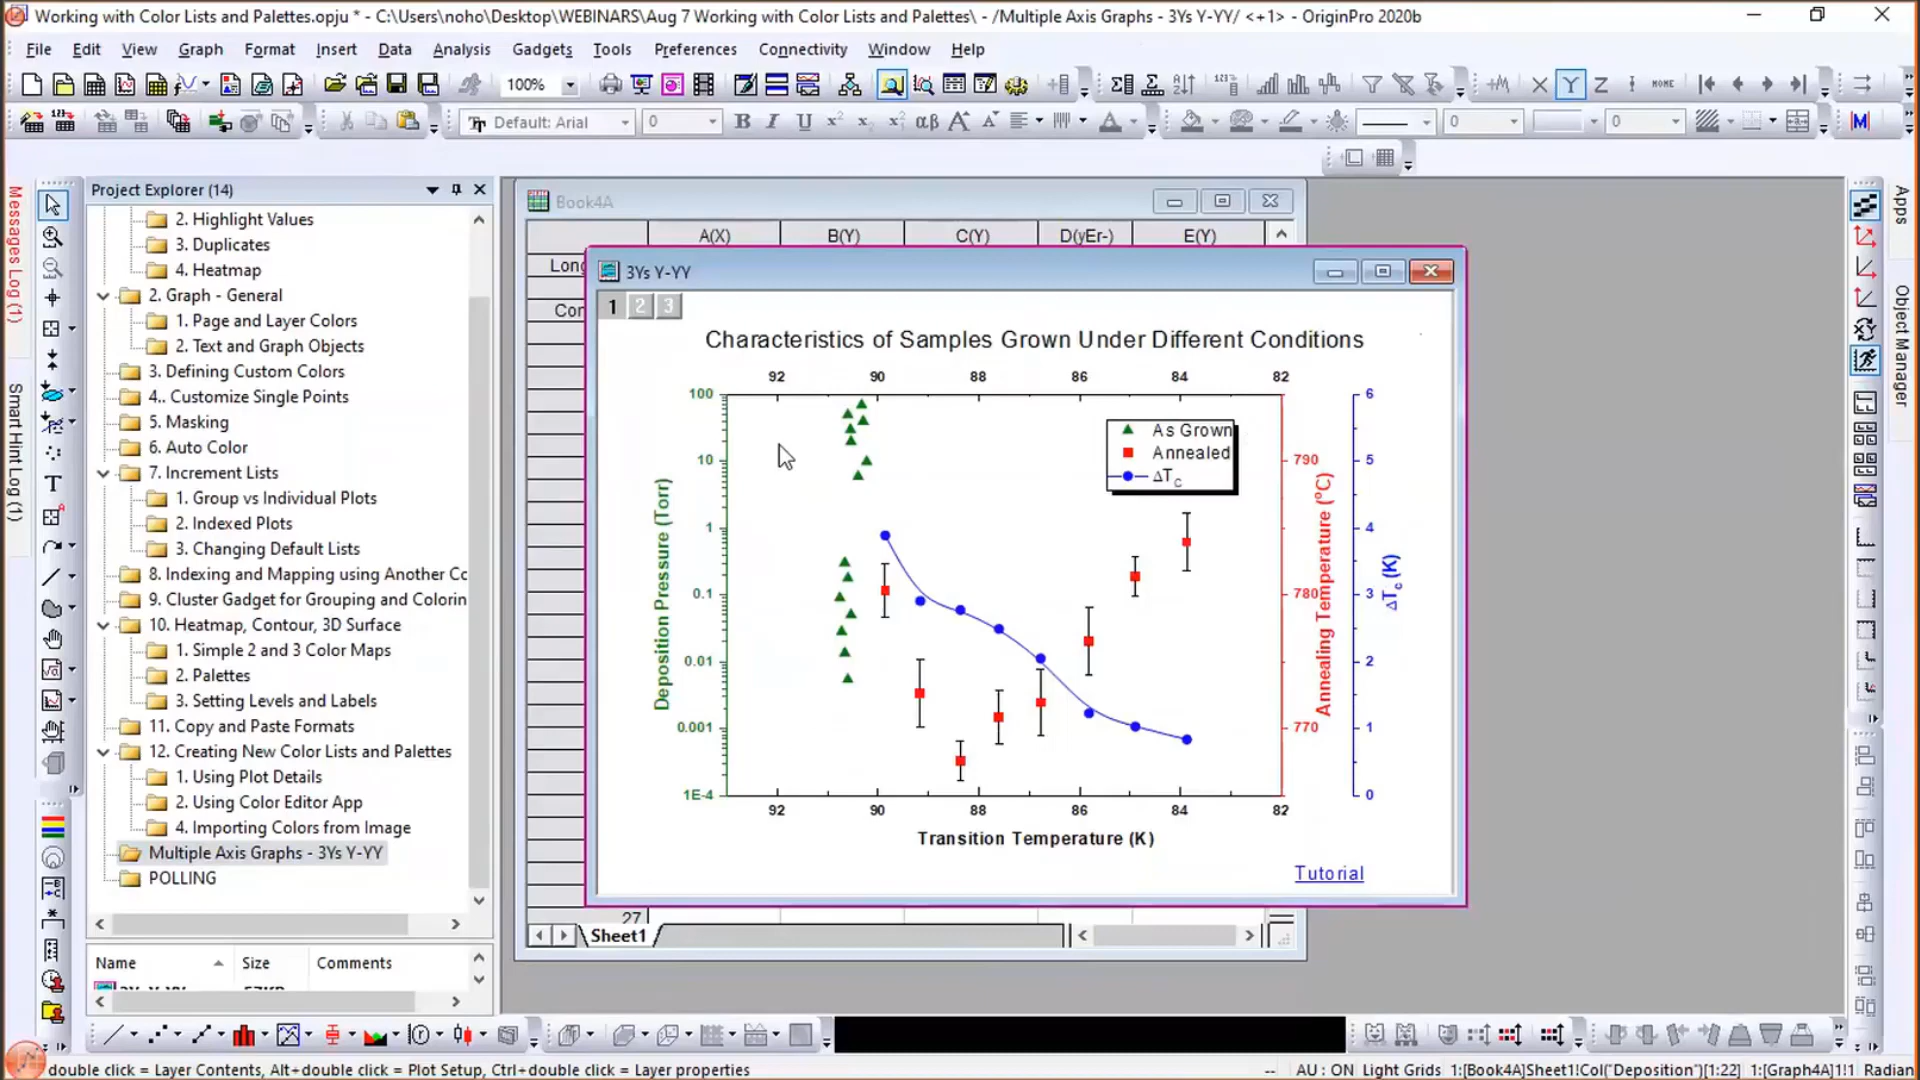 Working with Color Lists and Palettes.opju * - C:\Users\noho\Desktop\WEBINARS\Aug 7 Working with Color Lists and Palettes\ - /Multiple Axis Graphs - 3Ys Y-YY/ <+1> - OriginPro 2020b
File Edit View Graph Format Insert Data Analysis Gadgets Tools Preferences Connectivity Window Help
100%
X Y Z HOME
Default: Arial 0 B I U 0 0
Messages Log (1)
Smart Hint Log (1)
Project Explorer (14)
2. Highlight Values
3. Duplicates
4. Heatmap
2. Graph - General
1. Page and Layer Colors
2. Text and Graph Objects
3. Defining Custom Colors
4.. Customize Single Points
5. Masking
6. Auto Color
7. Increment Lists
1. Group vs Individual Plots
2. Indexed Plots
3. Changing Default Lists
8. Indexing and Mapping using Another Cc
9. Cluster Gadget for Grouping and Colorin
10. Heatmap, Contour, 3D Surface
1. Simple 2 and 3 Color Maps
2. Palettes
3. Setting Levels and Labels
11. Copy and Paste Formats
12. Creating New Color Lists and Palettes
1. Using Plot Details
2. Using Color Editor App
4. Importing Colors from Image
Multiple Axis Graphs - 3Ys Y-YY
POLLING
Name Size Comments
Book4A
A(X) B(Y) C(Y) D(yEr-) E(Y)
Long
Con
27
Sheet1
3Ys Y-YY
1 2 3
Characteristics of Samples Grown Under Different Conditions
92 90 88 86 84 82
100
10
1
0.1
0.01
0.001
1E-4
Deposition Pressure (Torr)
As Grown
Annealed
ΔTC
790
780
770
Annealing Temperature (°C)
6
5
4
3
2
1
0
ΔTc (K)
92 90 88 86 84 82
Transition Temperature (K)
Tutorial
Apps
Object Manager
double click = Layer Contents, Alt+double click = Plot Setup, Ctrl+double click = Layer properties
-- AU : ON Light Grids 1:[Book4A]Sheet1!Col("Deposition")[1:22] 1:[Graph4A]1!1 Radian